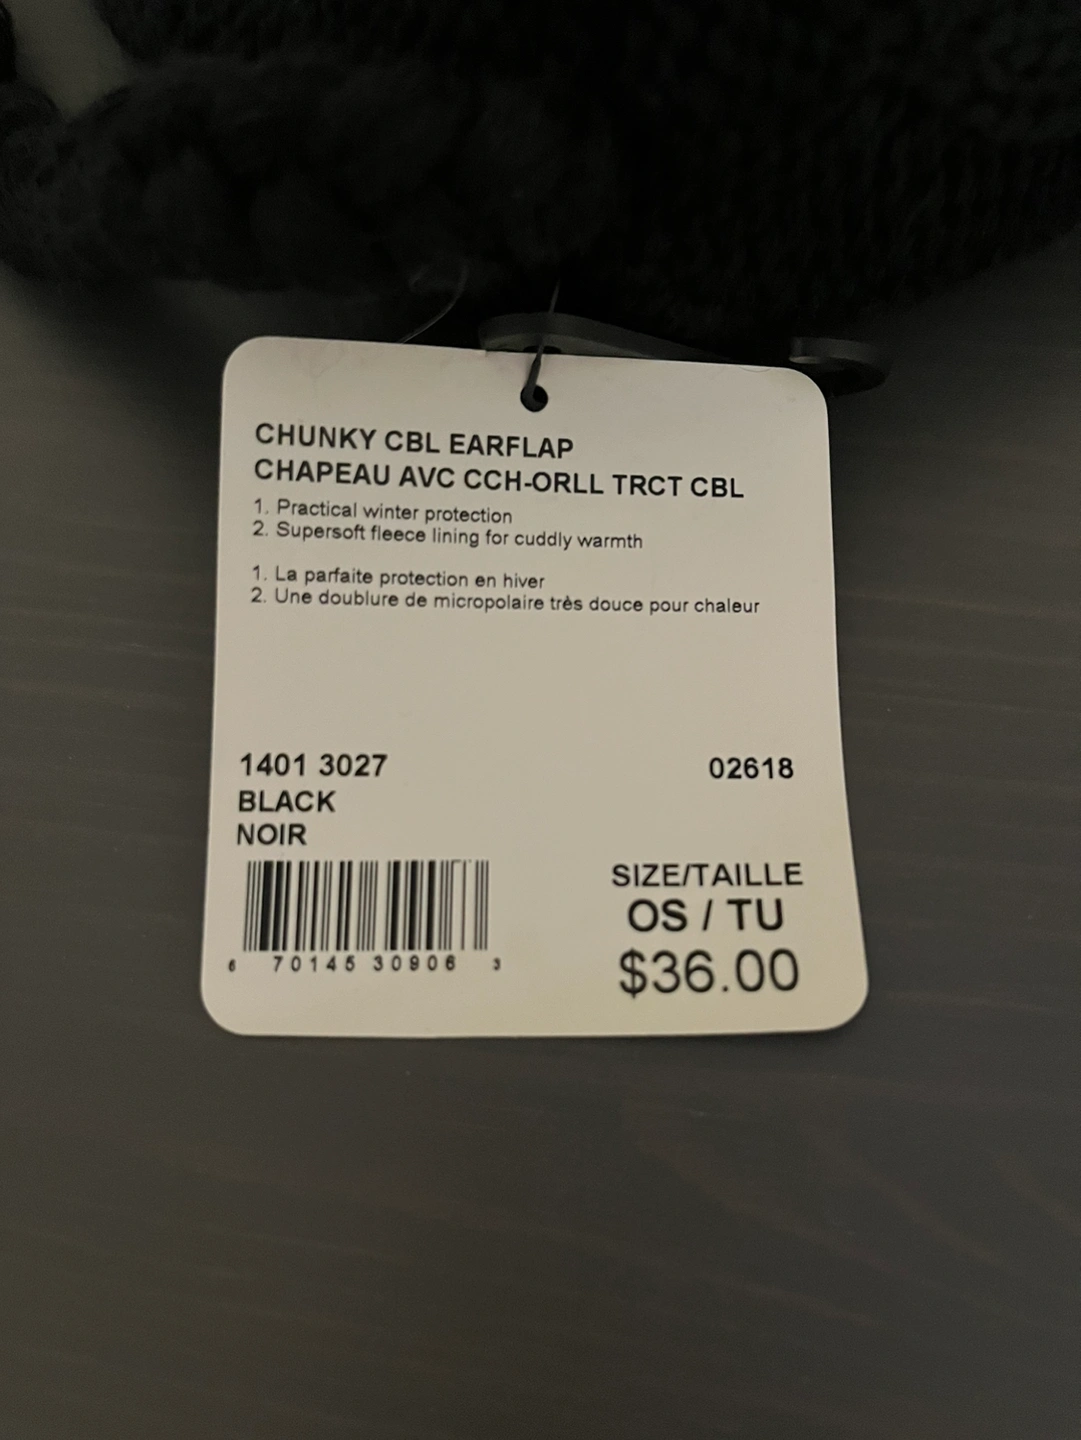 CHUNKY CBL EARFLAP
CHAPEAU AVC CCH-ORLL TRCT CBL
1. Practical winter protection
2. Supersoft fleece lining for cuddly warmth
1. La parfaite protection en hiver
2. Une doublure de micropolaire très douce pour chaleur
1401 3027 02618
BLACK
NOIR
SIZE/TAILLE
OS / TU
$36.00
6 70145 30906 3